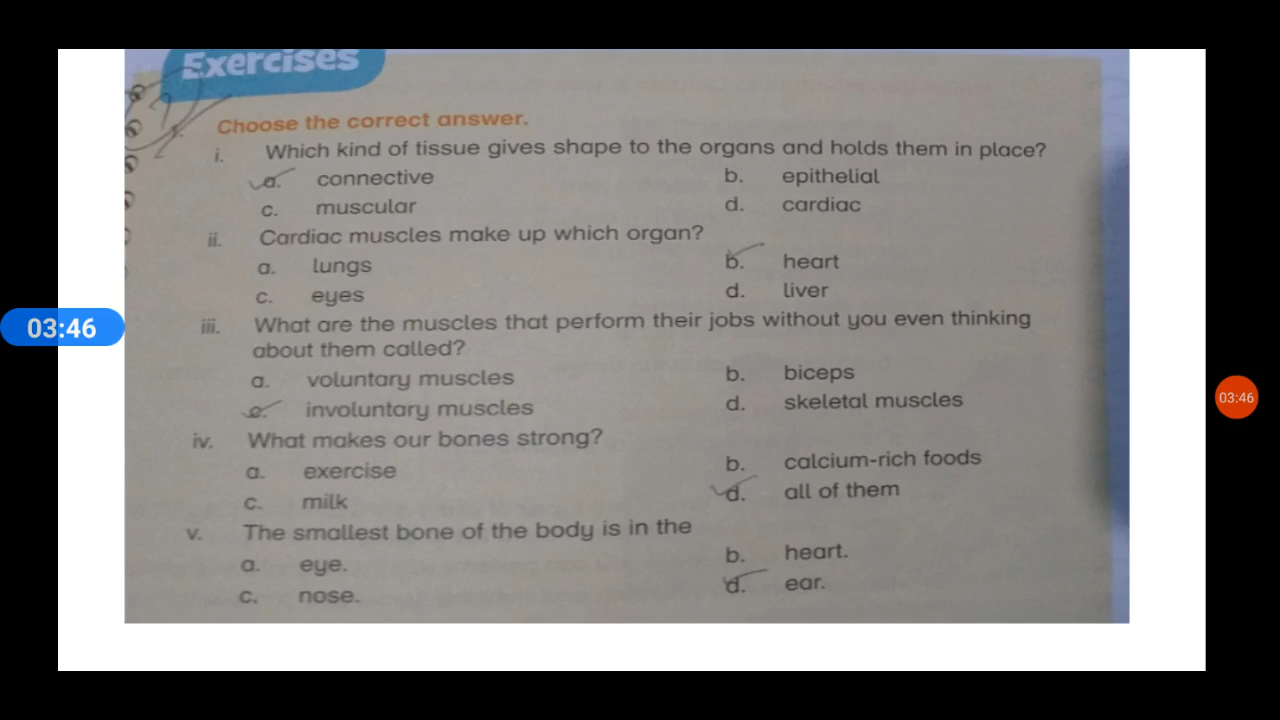 Exercises
Choose the correct answer.
i. Which kind of tissue gives shape to the organs and holds them in place?
a. connective b. epithelial
c. muscular d. cardiac
ii. Cardiac muscles make up which organ?
a. lungs b. heart
c. eyes d. liver
iii. What are the muscles that perform their jobs without you even thinking
about them called?
a. voluntary muscles b. biceps
c. involuntary muscles d. skeletal muscles
iv. What makes our bones strong?
a. exercise b. calcium-rich foods
c. milk d. all of them
v. The smallest bone of the body is in the
a. eye. b. heart.
c. nose. d. ear.
03:46
03:46